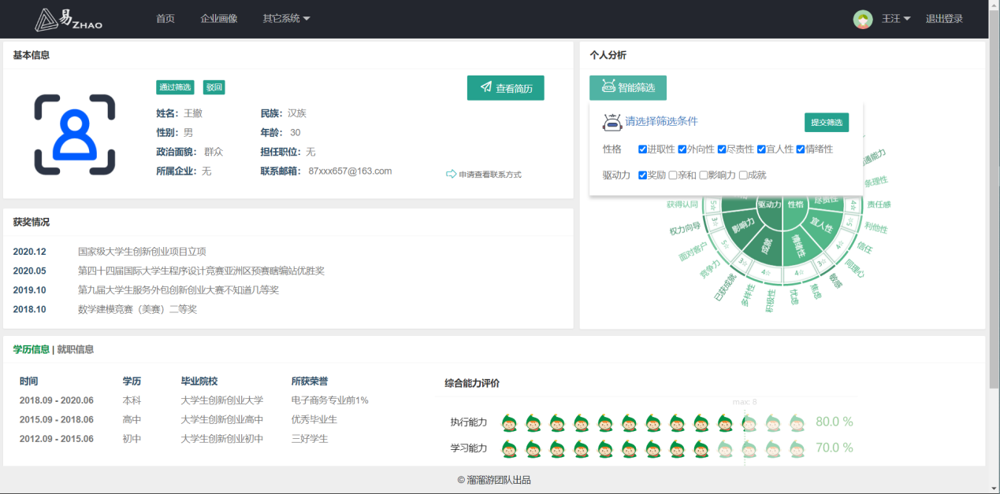 易ZHAO 首页 企业画像 其它系统 王汪 退出登录
基本信息
通过筛选 驳回
查看简历
姓名：王撤 民族：汉族
性别：男 年龄：30
政治面貌：群众 担任职位：无
所属企业：无 联系邮箱：87xxx657@163.com
申请查看联系方式
个人分析
智能筛选
请选择筛选条件
提交筛选
性格 进取性 外向性 尽责性 宜人性 情绪性
驱动力 奖励 亲和 影响力 成就
条理性
责任感
利他性
信任
同理心
敏感
焦虑
忧虑
积极性
多样性
已获成就
竞争力
面对客户
权力向导
获得认同
驱动力 性格
尽责性
宜人性
情绪性
成就
影响力
4☆
5☆
4☆
3☆
4☆
4☆
3☆
5☆
3☆
5☆
获奖情况
2020.12 国家级大学生创新创业项目立项
2020.05 第四十四届国际大学生程序设计竞赛亚洲区预赛瞎编站优胜奖
2019.10 第九届大学生服务外包创新创业大赛不知道几等奖
2018.10 数学建模竞赛（美赛）二等奖
学历信息 | 就职信息
时间 学历 毕业院校 所获荣誉
2018.09 - 2020.06 本科 大学生创新创业大学 电子商务专业前1%
2015.09 - 2018.06 高中 大学生创新创业高中 优秀毕业生
2012.09 - 2015.06 初中 大学生创新创业初中 三好学生
综合能力评价
max: 8
执行能力 80.0 %
学习能力 70.0 %
© 溜溜游团队出品